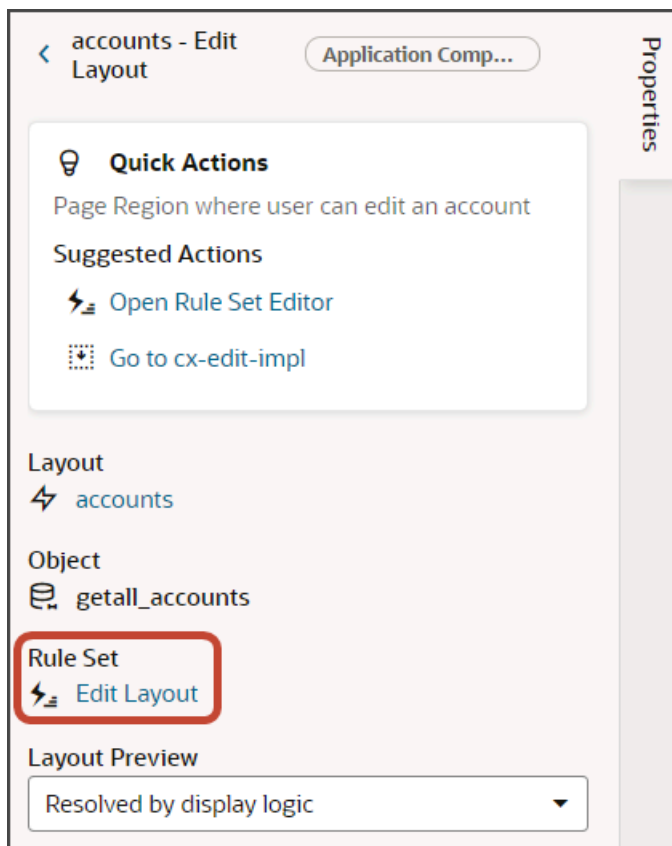 accounts - Edit
Layout
Application Comp...
Properties
Quick Actions
Page Region where user can edit an account
Suggested Actions
Open Rule Set Editor
Go to cx-edit-impl
Layout
accounts
Object
getall_accounts
Rule Set
Edit Layout
Layout Preview
Resolved by display logic